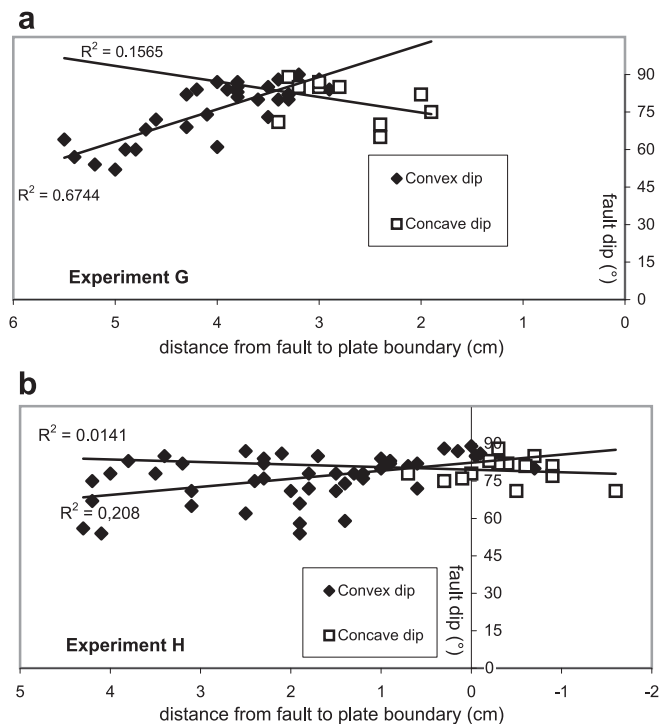 a
R² = 0.1565
R² = 0.6744
Convex dip
Concave dip
Experiment G
90
75
60
45
30
15
0
fault dip (°)
6 5 4 3 2 1 0
distance from fault to plate boundary (cm)
b
R² = 0.0141
R² = 0,208
Convex dip
Concave dip
Experiment H
90
75
60
45
30
15
0
fault dip (°)
5 4 3 2 1 0 -1 -2
distance from fault to plate boundary (cm)